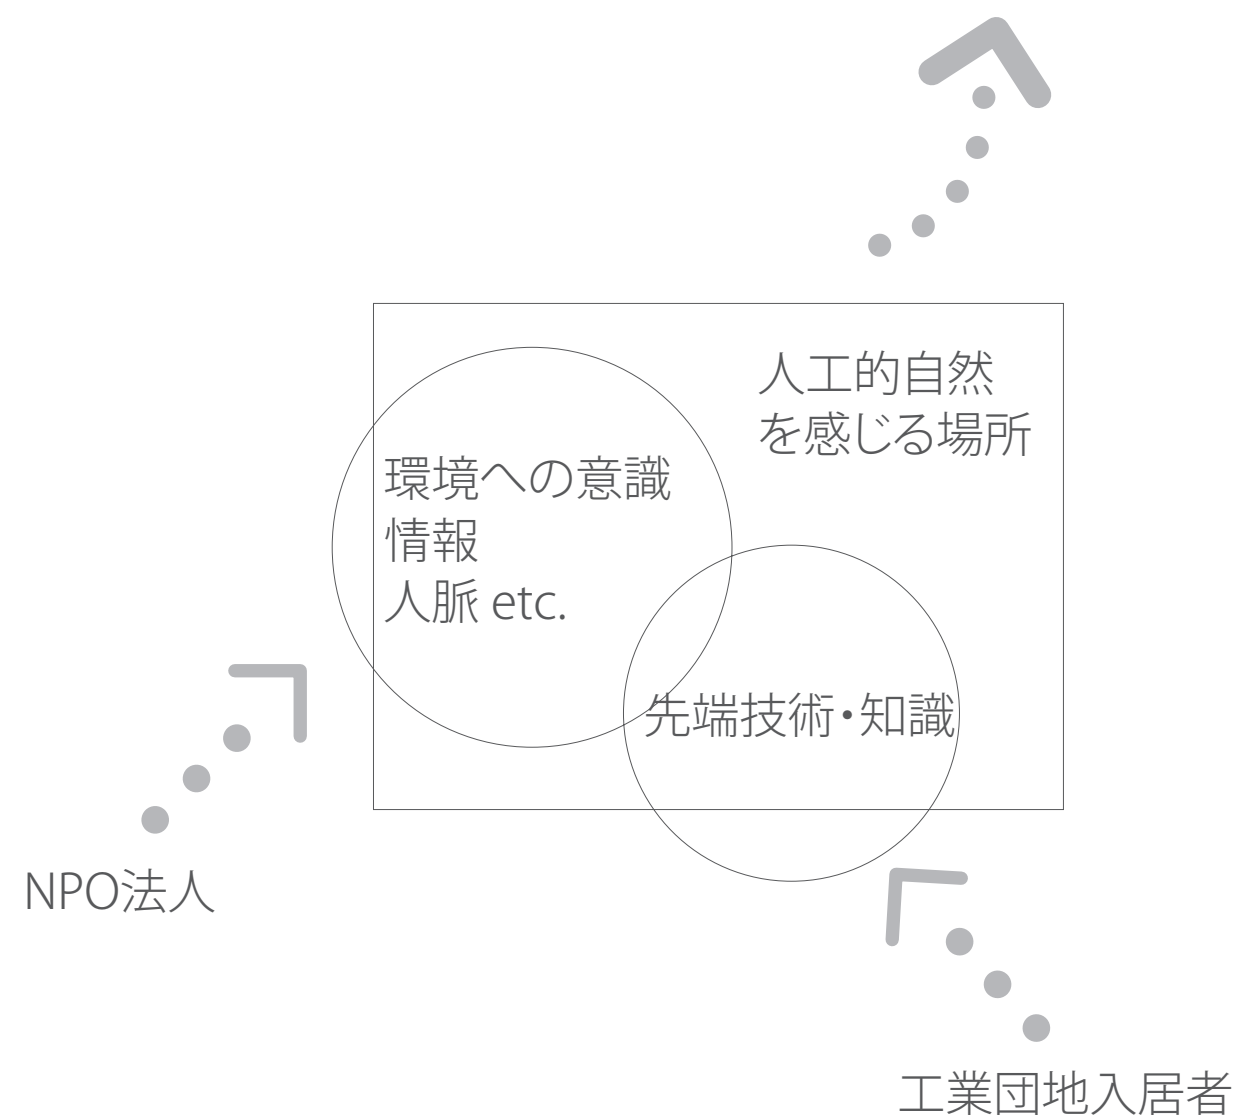 人工的自然
を感じる場所
環境への意識
情報
人脈 etc.
先端技術・知識
NPO法人
工業団地入居者